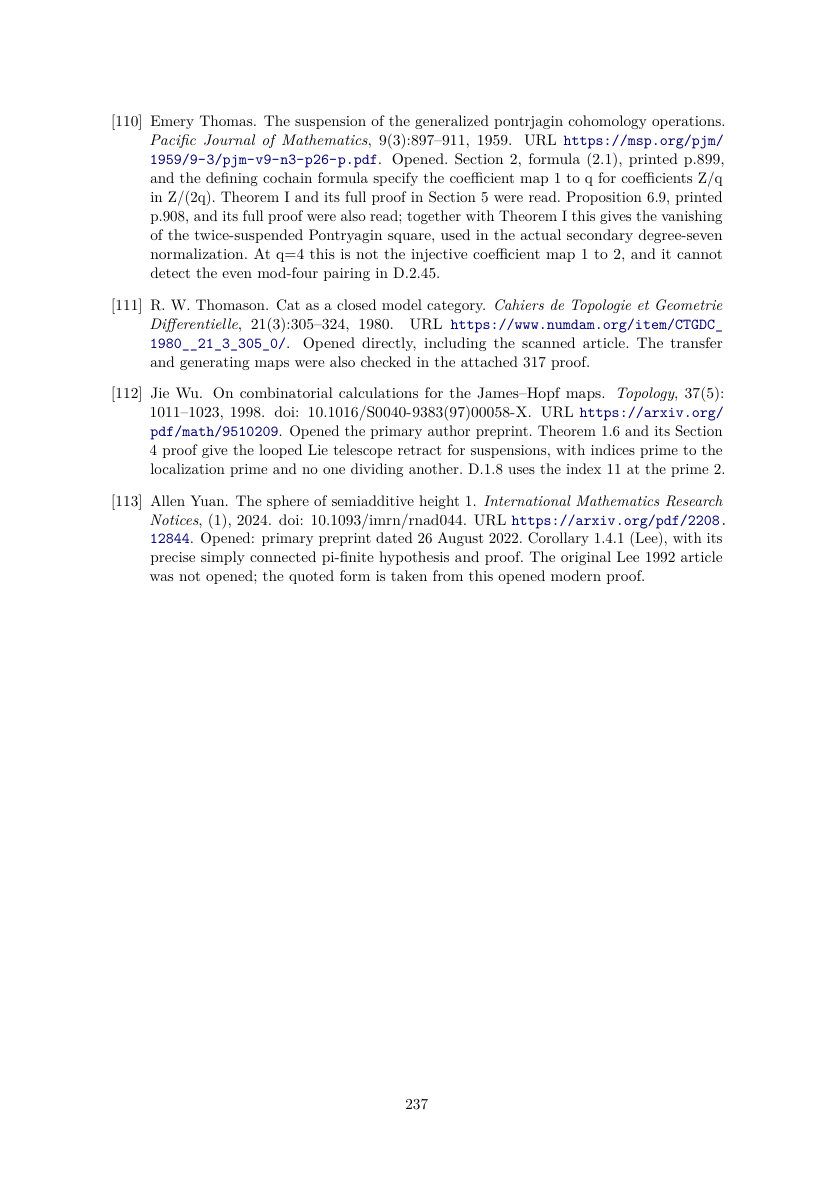 [110] Emery Thomas. The suspension of the generalized pontrjagin cohomology operations.
Pacific Journal of Mathematics, 9(3):897–911, 1959. URL https://msp.org/pjm/
1959/9-3/pjm-v9-n3-p26-p.pdf. Opened. Section 2, formula (2.1), printed p.899,
and the defining cochain formula specify the coefficient map 1 to q for coefficients Z/q
in Z/(2q). Theorem I and its full proof in Section 5 were read. Proposition 6.9, printed
p.908, and its full proof were also read; together with Theorem I this gives the vanishing
of the twice-suspended Pontryagin square, used in the actual secondary degree-seven
normalization. At q=4 this is not the injective coefficient map 1 to 2, and it cannot
detect the even mod-four pairing in D.2.45.
[111] R. W. Thomason. Cat as a closed model category. Cahiers de Topologie et Geometrie
Differentielle, 21(3):305–324, 1980. URL https://www.numdam.org/item/CTGDC_
1980__21_3_305_0/. Opened directly, including the scanned article. The transfer
and generating maps were also checked in the attached 317 proof.
[112] Jie Wu. On combinatorial calculations for the James–Hopf maps. Topology, 37(5):
1011–1023, 1998. doi: 10.1016/S0040-9383(97)00058-X. URL https://arxiv.org/
pdf/math/9510209. Opened the primary author preprint. Theorem 1.6 and its Section
4 proof give the looped Lie telescope retract for suspensions, with indices prime to the
localization prime and no one dividing another. D.1.8 uses the index 11 at the prime 2.
[113] Allen Yuan. The sphere of semiadditive height 1. International Mathematics Research
Notices, (1), 2024. doi: 10.1093/imrn/rnad044. URL https://arxiv.org/pdf/2208.
12844. Opened: primary preprint dated 26 August 2022. Corollary 1.4.1 (Lee), with its
precise simply connected pi-finite hypothesis and proof. The original Lee 1992 article
was not opened; the quoted form is taken from this opened modern proof.
237